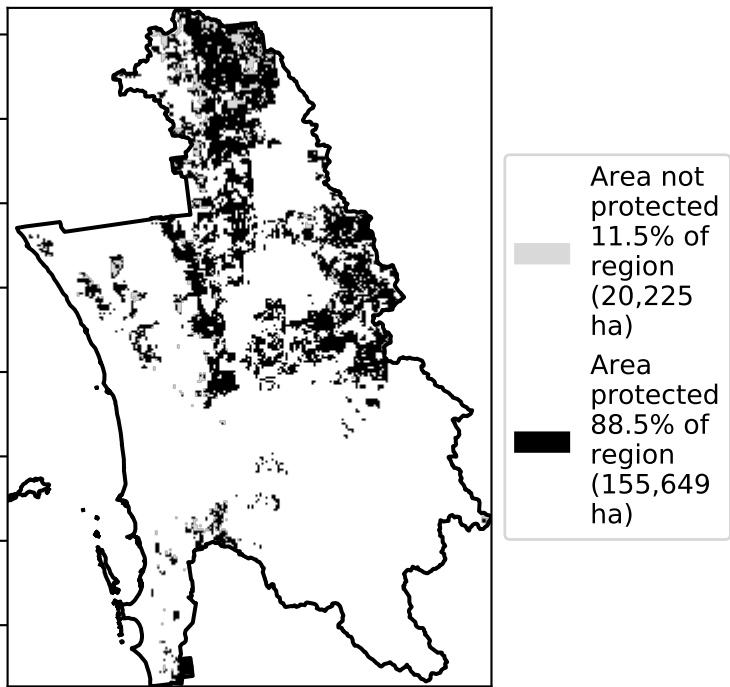 Area not
protected
11.5% of
region
(20,225
ha)
Area
protected
88.5% of
region
(155,649
ha)